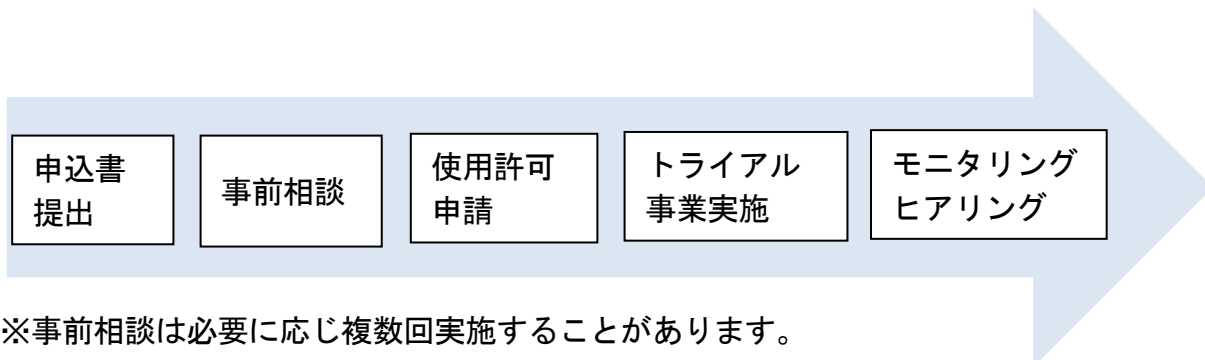 申込書
提出
事前相談
使用許可
申請
トライアル
事業実施
モニタリング
ヒアリング
※事前相談は必要に応じ複数回実施することがあります。